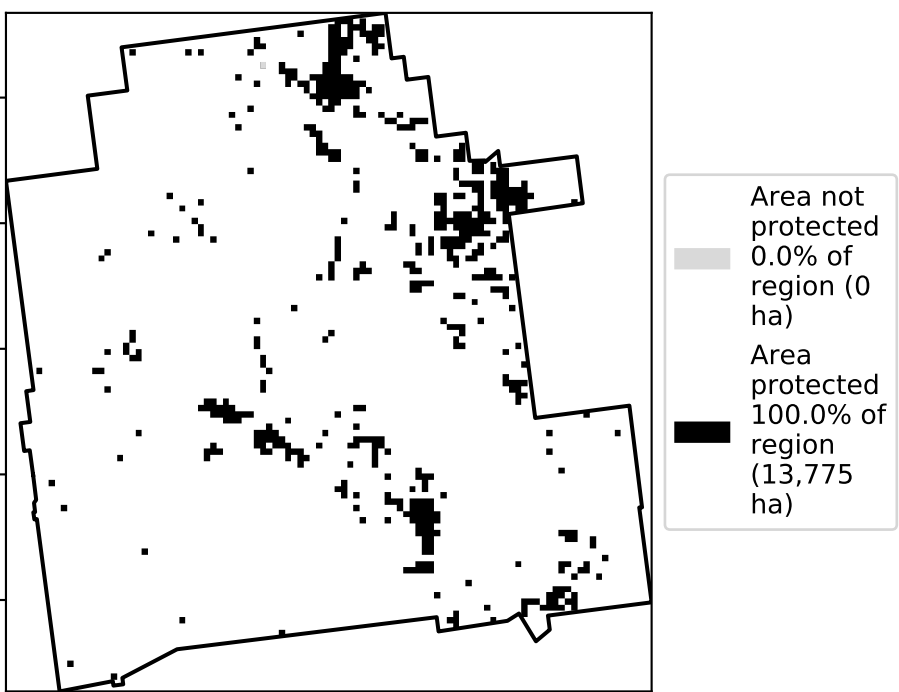 Area not
protected
0.0% of
region (0
ha)
Area
protected
100.0% of
region
(13,775
ha)